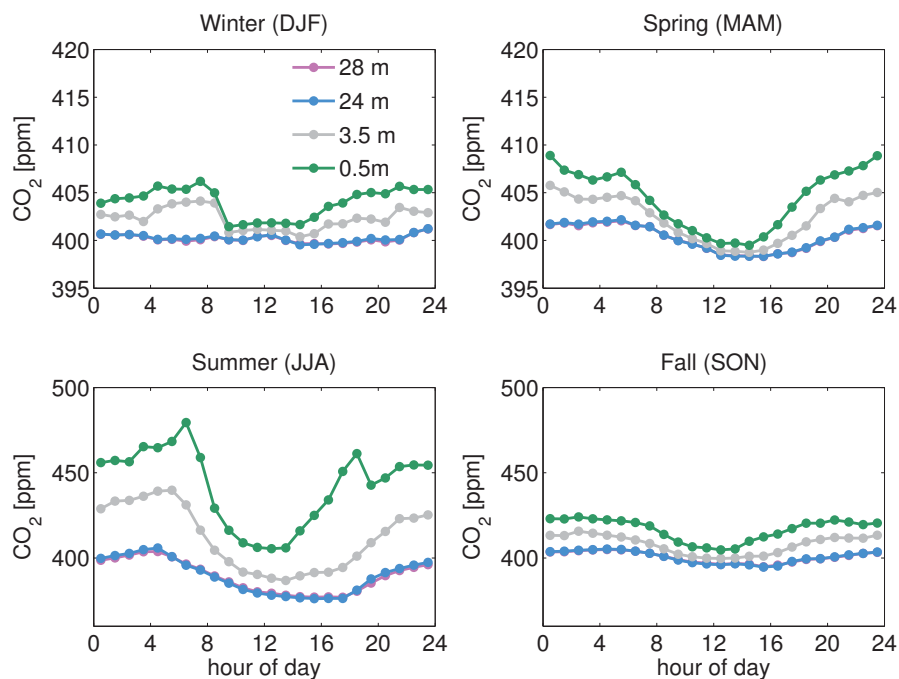 Winter (DJF)
CO2 [ppm]
420
415
410
405
400
395
0 4 8 12 16 20 24
28 m
24 m
3.5 m
0.5m
Spring (MAM)
CO2 [ppm]
420
415
410
405
400
395
0 4 8 12 16 20 24
Summer (JJA)
CO2 [ppm]
500
450
400
0 4 8 12 16 20 24
hour of day
Fall (SON)
CO2 [ppm]
500
450
400
0 4 8 12 16 20 24
hour of day